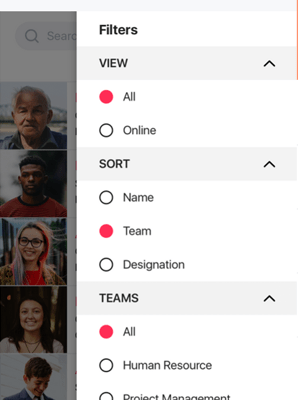 Searc
Filters
VIEW
All
Online
SORT
Name
Team
Designation
TEAMS
All
Human Resource
Project Management